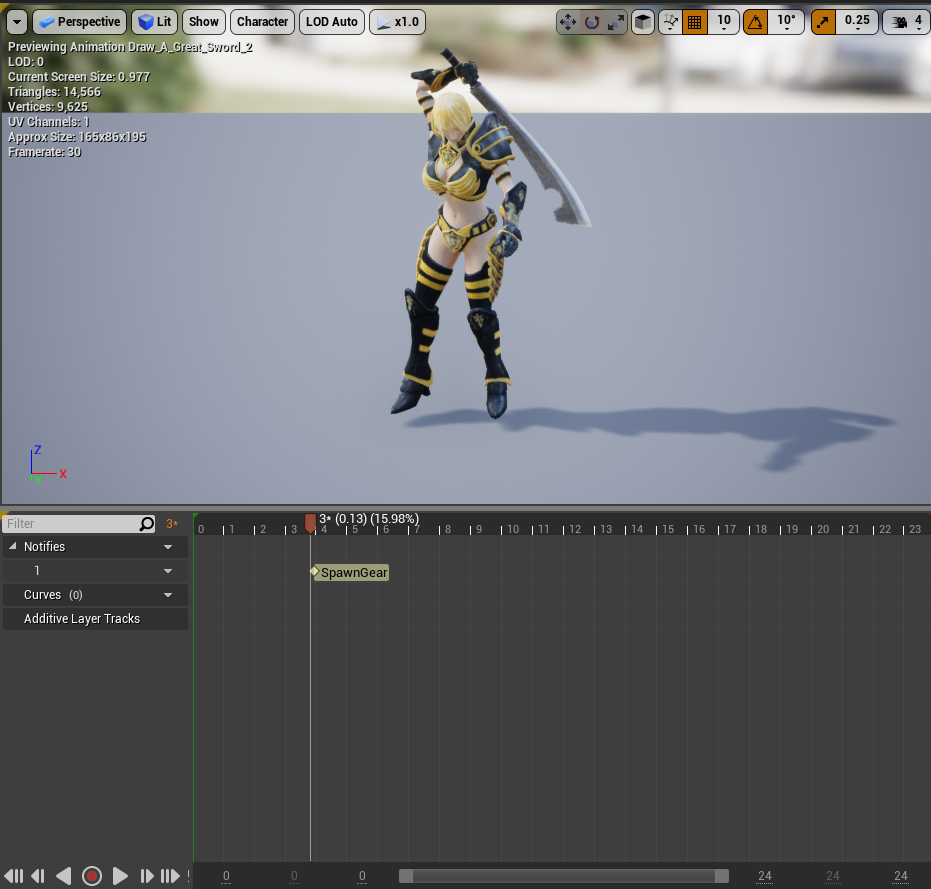 Perspective Lit Show Character LOD Auto x1.0 10 10° 0.25 4
Previewing Animation Draw_A_Great_Sword_2
LOD: 0
Current Screen Size: 0.977
Triangles: 14,566
Vertices: 9,625
UV Channels: 1
Approx Size: 165x86x195
Framerate: 30
Z
X
Y
Filter 3* 3* (0.13) (15.98%)
0 1 2 3 4 5 6 7 8 9 10 11 12 13 14 15 16 17 18 19 20 21 22 23
Notifies
1 SpawnGear
Curves (0)
Additive Layer Tracks
0 0 0 24 24 24